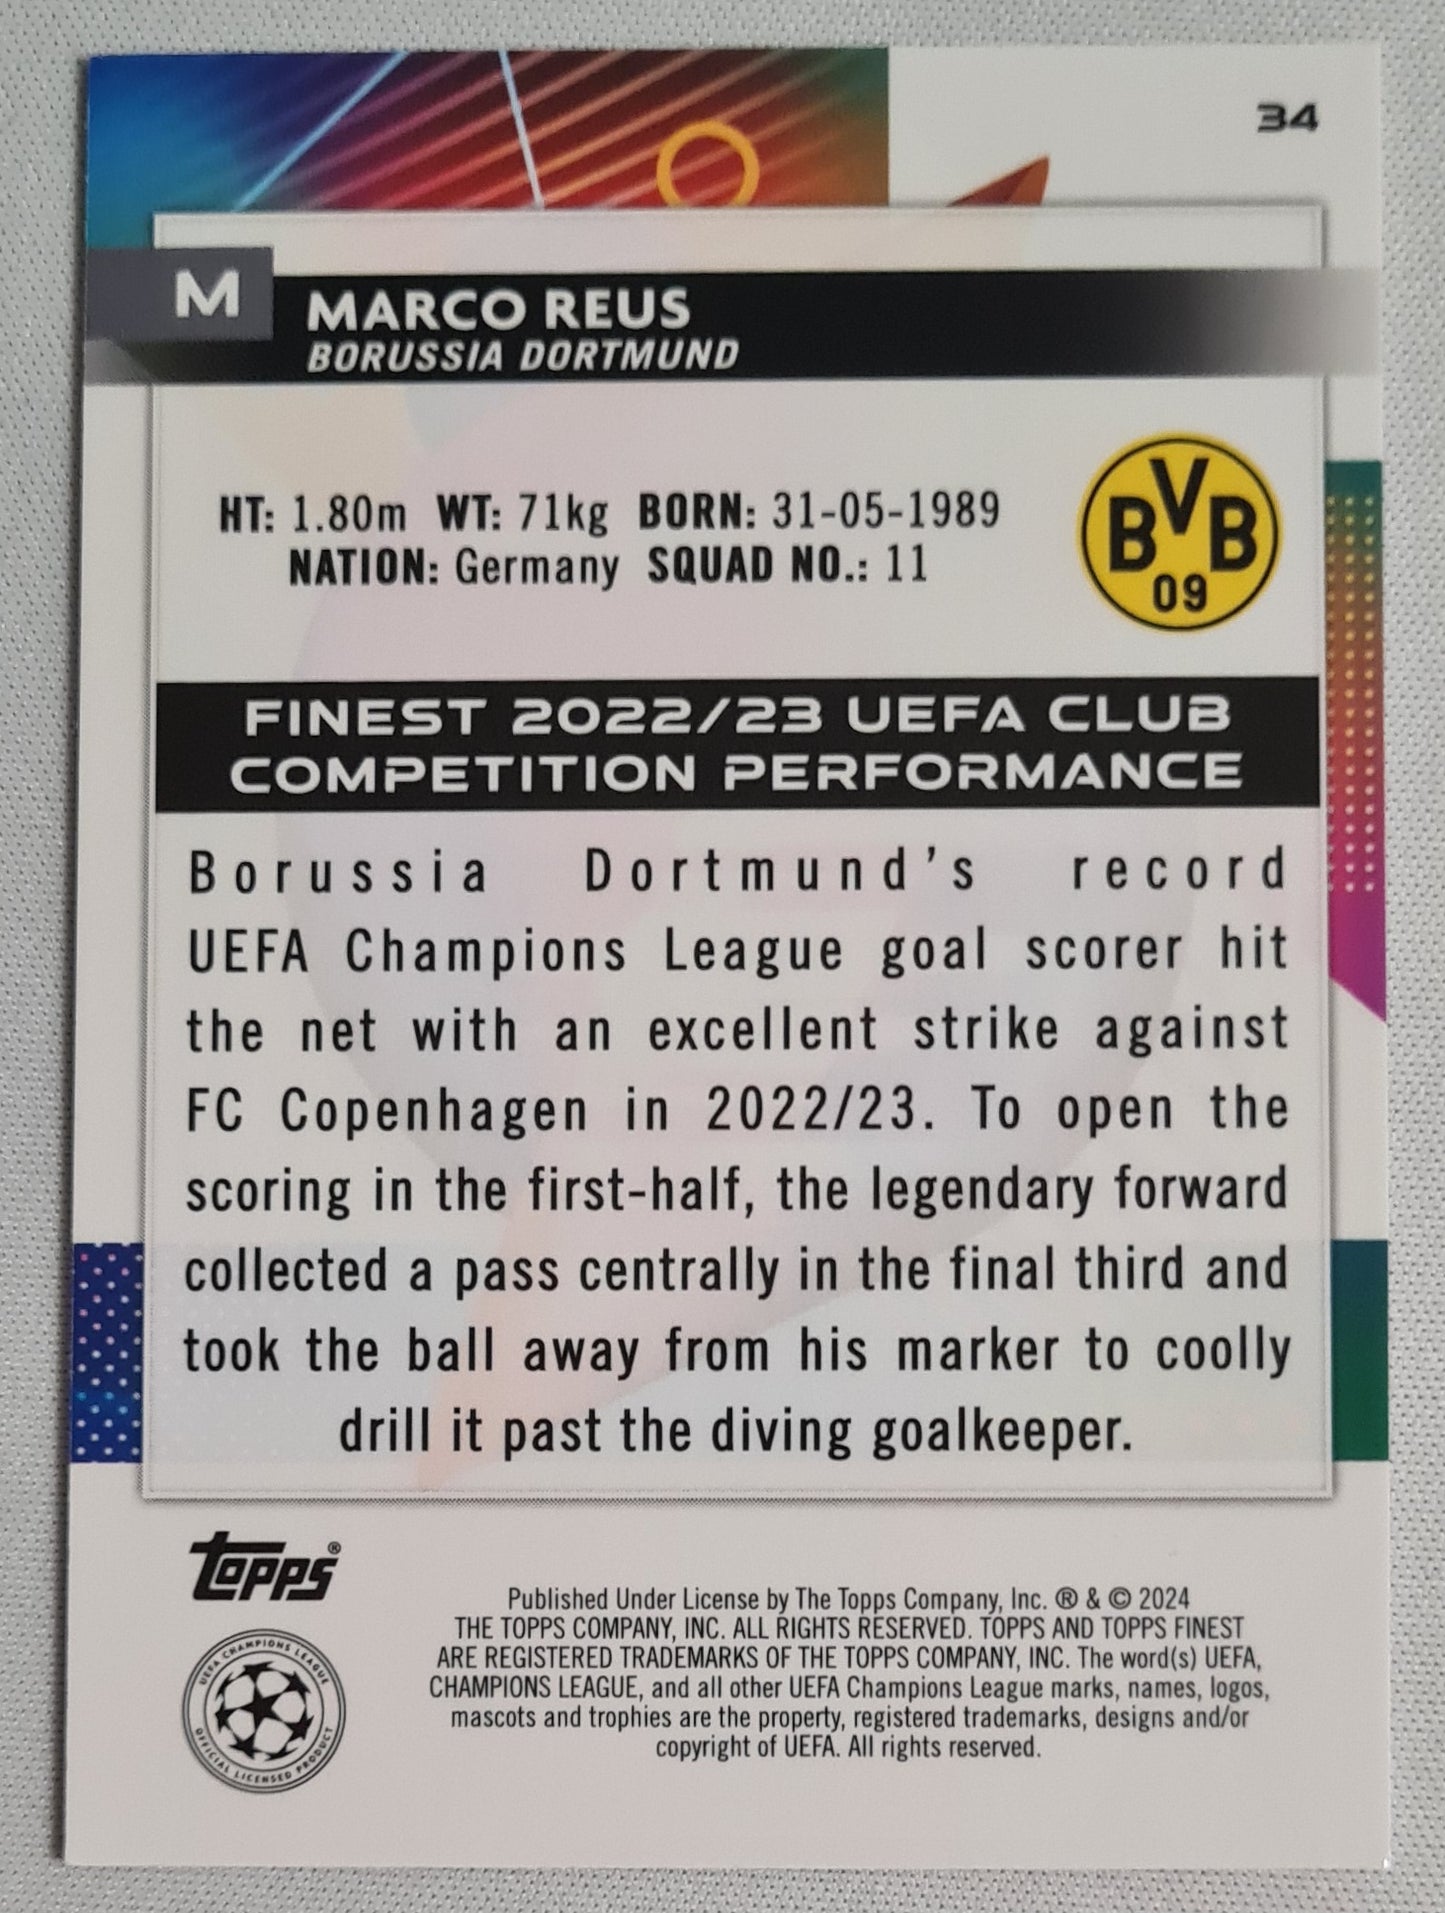 34
M
MARCO REUS
BORUSSIA DORTMUND
HT: 1.80m WT: 71kg BORN: 31-05-1989
NATION: Germany SQUAD NO.: 11
BVB
09
FINEST 2022/23 UEFA CLUB
COMPETITION PERFORMANCE
Borussia Dortmund's record
UEFA Champions League goal scorer hit
the net with an excellent strike against
FC Copenhagen in 2022/23. To open the
scoring in the first-half, the legendary forward
collected a pass centrally in the final third and
took the ball away from his marker to coolly
drill it past the diving goalkeeper.
Topps®
UEFA CHAMPIONS LEAGUE
OFFICIAL LICENSED PRODUCT
Published Under License by The Topps Company, Inc. ® & © 2024
THE TOPPS COMPANY, INC. ALL RIGHTS RESERVED. TOPPS AND TOPPS FINEST
ARE REGISTERED TRADEMARKS OF THE TOPPS COMPANY, INC. The word(s) UEFA,
CHAMPIONS LEAGUE, and all other UEFA Champions League marks, names, logos,
mascots and trophies are the property, registered trademarks, designs and/or
copyright of UEFA. All rights reserved.